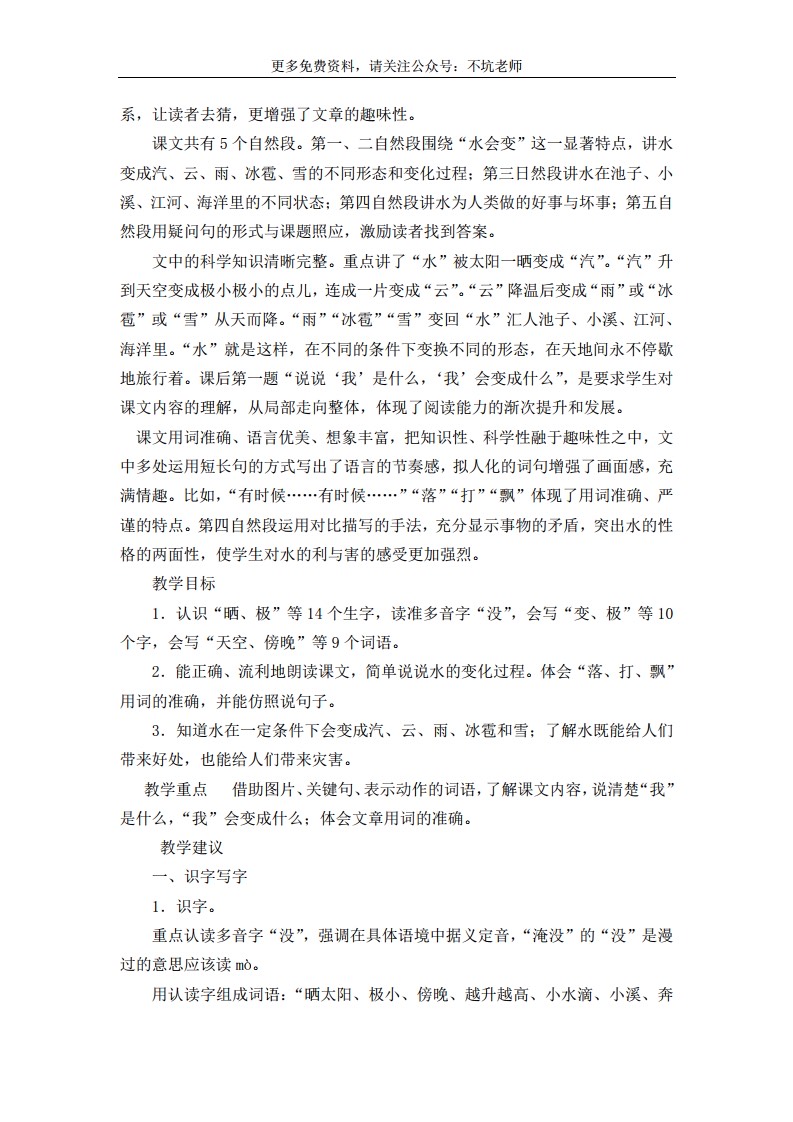 更多免费资料，请关注公众号：不坑老师
系，让读者去猜，更增强了文章的趣味性。
课文共有 5 个自然段。第一、二自然段围绕“水会变”这一显著特点，讲水
变成汽、云、雨、冰雹、雪的不同形态和变化过程；第三日然段讲水在池子、小
溪、江河、海洋里的不同状态；第四自然段讲水为人类做的好事与坏事；第五自
然段用疑问句的形式与课题照应，激励读者找到答案。
文中的科学知识清晰完整。重点讲了“水”被太阳一晒变成“汽”。“汽”升
到天空变成极小极小的点儿，连成一片变成“云”。“云”降温后变成“雨”或“冰
雹”或“雪”从天而降。“雨”“冰雹”“雪”变回“水”汇人池子、小溪、江河、
海洋里。“水”就是这样，在不同的条件下变换不同的形态，在天地间永不停歇
地旅行着。课后第一题“说说‘我’是什么，‘我’会变成什么”，是要求学生对
课文内容的理解，从局部走向整体，体现了阅读能力的渐次提升和发展。
课文用词准确、语言优美、想象丰富，把知识性、科学性融于趣味性之中，文
中多处运用短长句的方式写出了语言的节奏感，拟人化的词句增强了画面感，充
满情趣。比如，“有时候……有时候……”“落”“打”“飘”体现了用词准确、严
谨的特点。第四自然段运用对比描写的手法，充分显示事物的矛盾，突出水的性
格的两面性，使学生对水的利与害的感受更加强烈。
教学目标
1．认识“晒、极”等 14 个生字，读准多音字“没”，会写“变、极”等 10
个字，会写“天空、傍晚”等 9 个词语。
2．能正确、流利地朗读课文，简单说说水的变化过程。体会“落、打、飘”
用词的准确，并能仿照说句子。
3．知道水在一定条件下会变成汽、云、雨、冰雹和雪；了解水既能给人们
带来好处，也能给人们带来灾害。
教学重点　借助图片、关键句、表示动作的词语，了解课文内容，说清楚“我”
是什么，“我”会变成什么；体会文章用词的准确。
教学建议
一、识字写字
1．识字。
重点认读多音字“没”，强调在具体语境中据义定音，“淹没”的“没”是漫
过的意思应该读 mò。
用认读字组成词语：“晒太阳、极小、傍晚、越升越高、小水滴、小溪、奔